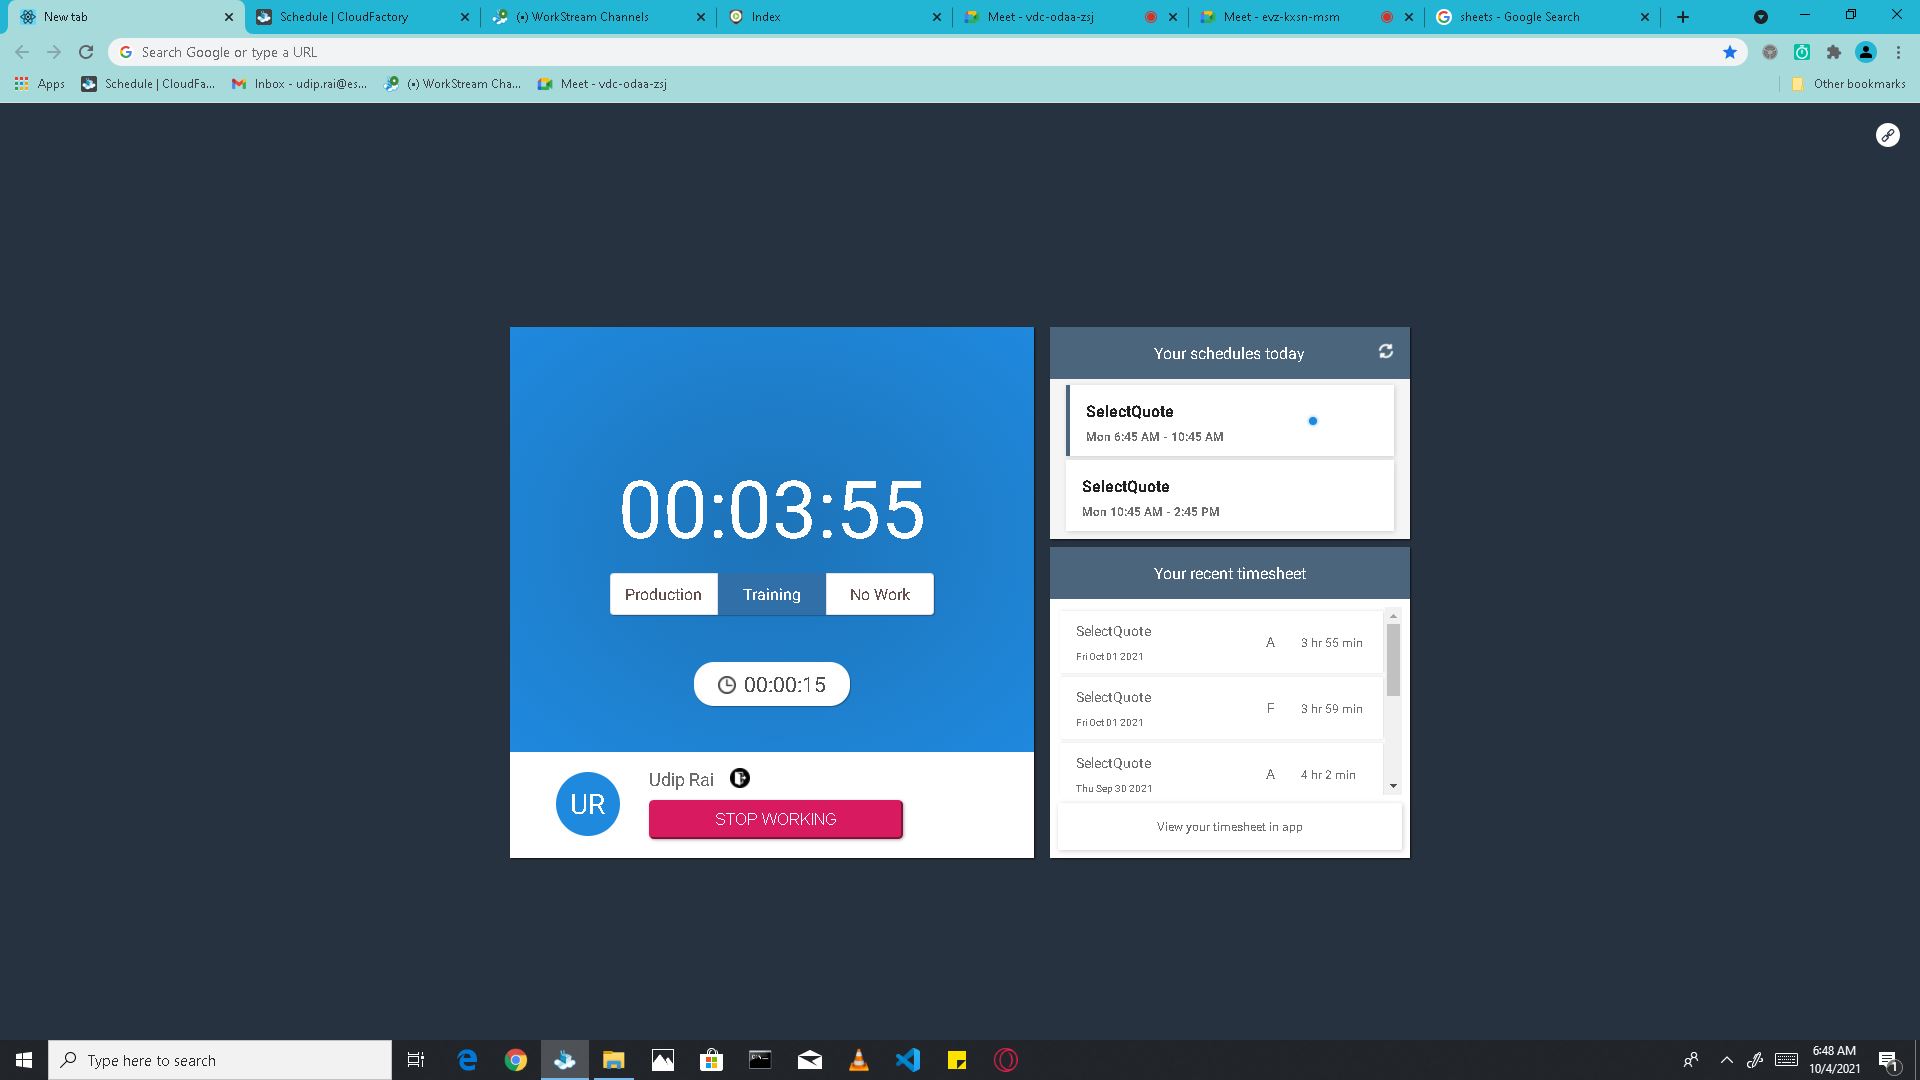 New tab
Schedule | CloudFactory
(•) WorkStream Channels
Index
Meet - vdc-odaa-zsj
Meet - evz-kxsn-msm
sheets - Google Search
Search Google or type a URL
Apps
Schedule | CloudFa...
Inbox - udip.rai@es...
(•) WorkStream Cha...
Meet - vdc-odaa-zsj
Other bookmarks
00:03:55
Production
Training
No Work
00:00:15
UR
Udip Rai
STOP WORKING
Your schedules today
SelectQuote
Mon 6:45 AM - 10:45 AM
SelectQuote
Mon 10:45 AM - 2:45 PM
Your recent timesheet
SelectQuote
Fri Oct 01 2021
A
3 hr 55 min
SelectQuote
Fri Oct 01 2021
F
3 hr 59 min
SelectQuote
Thu Sep 30 2021
A
4 hr 2 min
View your timesheet in app
Type here to search
6:48 AM
10/4/2021
1